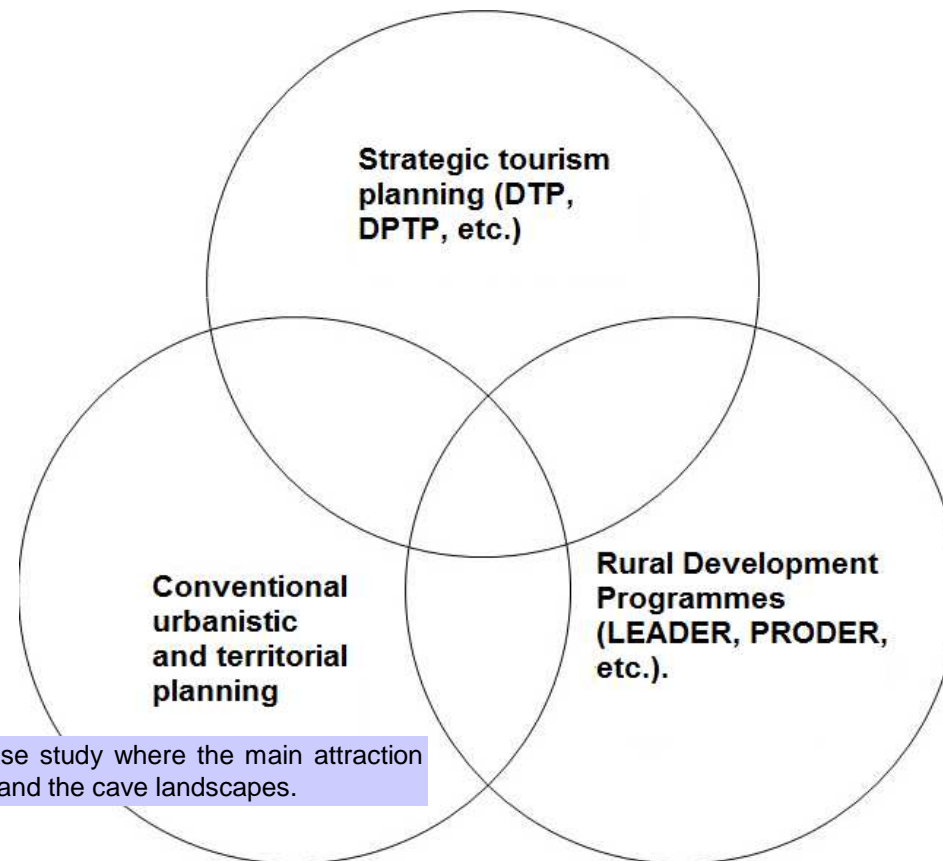 Strategic tourism
planning (DTP,
DPTP, etc.)
Conventional
urbanistic
and territorial
planning
Rural Development
Programmes
(LEADER, PRODER,
etc.).
se study where the main attraction
and the cave landscapes.